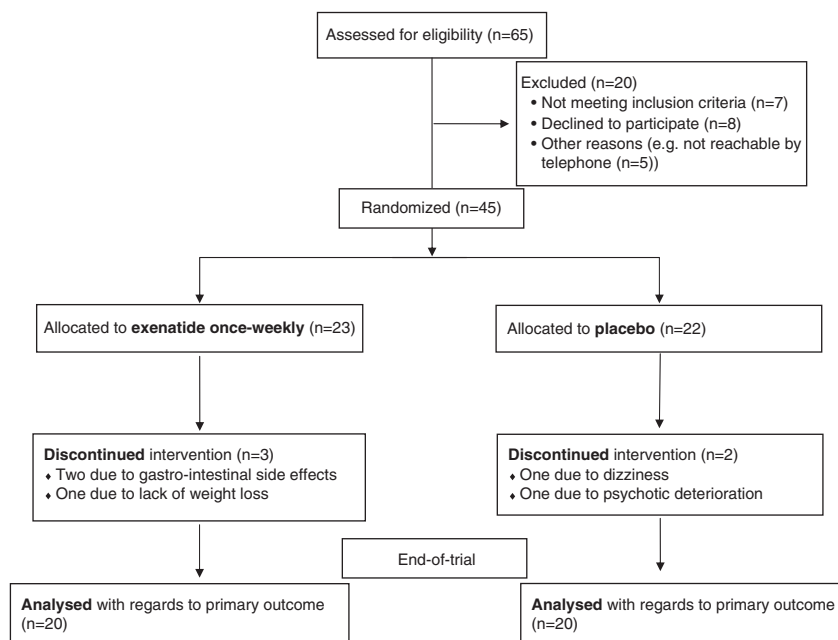 Assessed for eligibility (n=65)
Excluded (n=20)
• Not meeting inclusion criteria (n=7)
• Declined to participate (n=8)
• Other reasons (e.g. not reachable by
telephone (n=5))
Randomized (n=45)
Allocated to exenatide once-weekly (n=23)
Allocated to placebo (n=22)
Discontinued intervention (n=3)
♦ Two due to gastro-intestinal side effects
♦ One due to lack of weight loss
Discontinued intervention (n=2)
♦ One due to dizziness
♦ One due to psychotic deterioration
End-of-trial
Analysed with regards to primary outcome
(n=20)
Analysed with regards to primary outcome
(n=20)